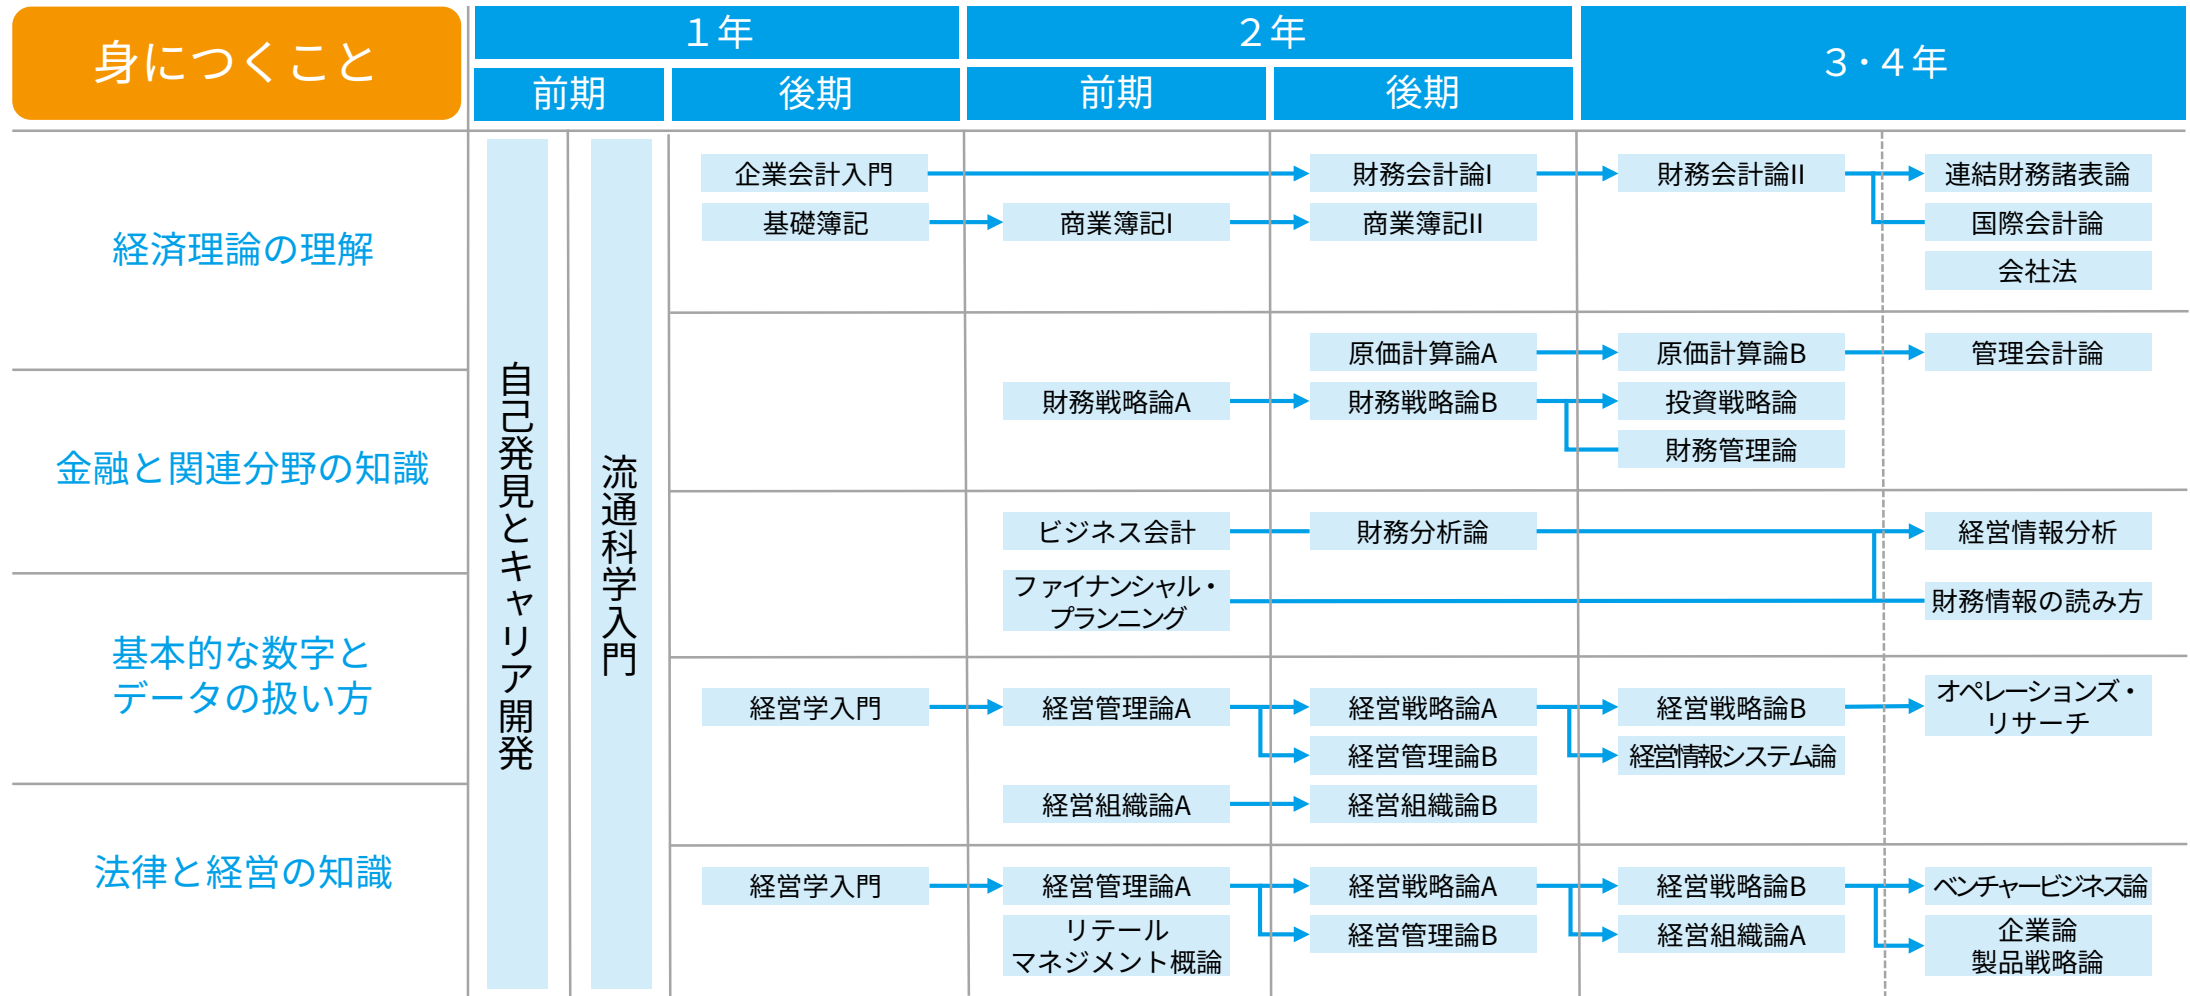 身につくこと
1年
2年
3・4年
前期
後期
前期
後期
経済理論の理解
金融と関連分野の知識
基本的な数字と
データの扱い方
法律と経営の知識
自己発見とキャリア開発
流通科学入門
企業会計入門
財務会計論I
財務会計論II
連結財務諸表論
基礎簿記
商業簿記I
商業簿記II
国際会計論
会社法
原価計算論A
原価計算論B
管理会計論
財務戦略論A
財務戦略論B
投資戦略論
財務管理論
ビジネス会計
財務分析論
経営情報分析
ファイナンシャル・
プランニング
財務情報の読み方
経営学入門
経営管理論A
経営戦略論A
経営戦略論B
オペレーションズ・
リサーチ
経営管理論B
経営情報システム論
経営組織論A
経営組織論B
経営学入門
経営管理論A
経営戦略論A
経営戦略論B
ベンチャービジネス論
リテール
マネジメント概論
経営管理論B
経営組織論A
企業論
製品戦略論